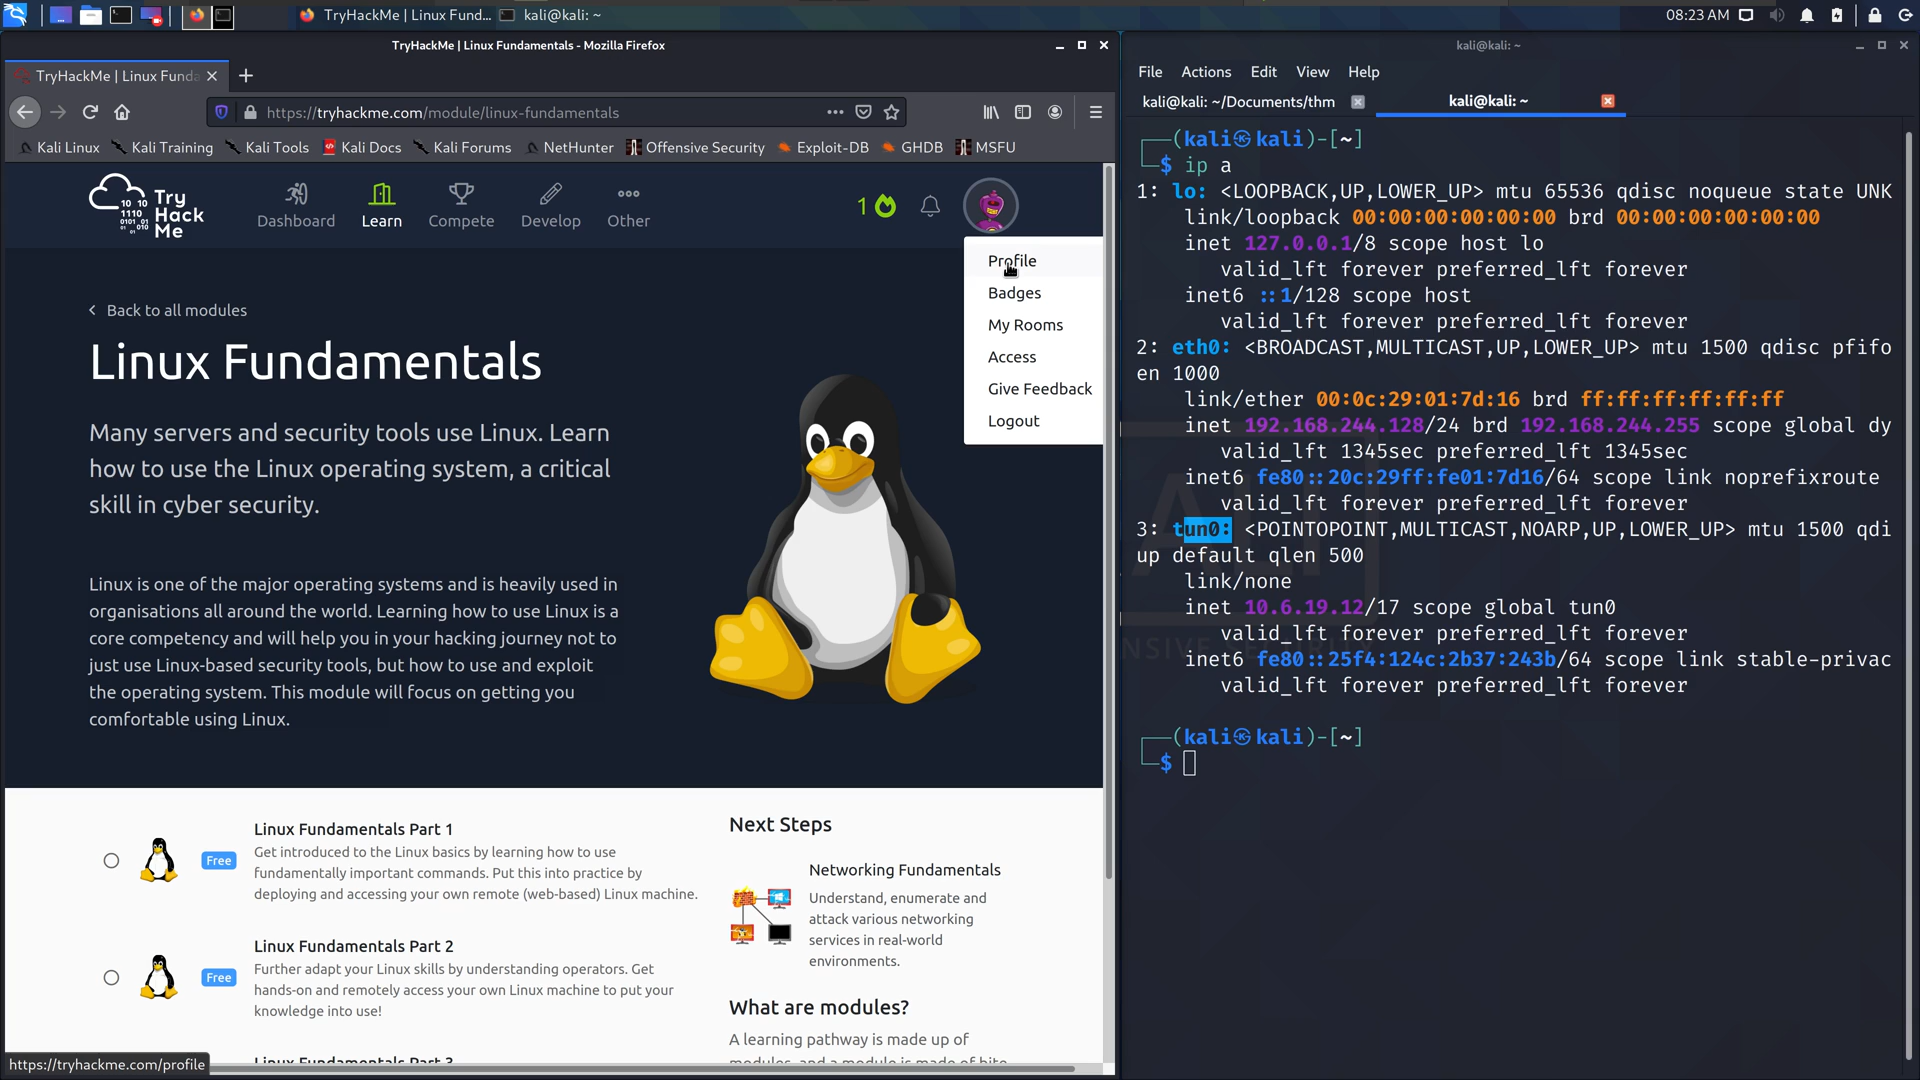 TryHackMe | Linux Fund...
kali@kali: ~
08:23 AM
TryHackMe | Linux Fundamentals - Mozilla Firefox
TryHackMe | Linux Funda
https://tryhackme.com/module/linux-fundamentals
Kali Linux
Kali Training
Kali Tools
Kali Docs
Kali Forums
NetHunter
Offensive Security
Exploit-DB
GHDB
MSFU
Try
Hack
Me
10 10
1110
0101 01
010
Dashboard
Learn
Compete
Develop
Other
1
Profile
Badges
My Rooms
Access
Give Feedback
Logout
Back to all modules
Linux Fundamentals
Many servers and security tools use Linux. Learn
how to use the Linux operating system, a critical
skill in cyber security.
Linux is one of the major operating systems and is heavily used in
organisations all around the world. Learning how to use Linux is a
core competency and will help you in your hacking journey not to
just use Linux-based security tools, but how to use and exploit
the operating system. This module will focus on getting you
comfortable using Linux.
Linux Fundamentals Part 1
Free
Get introduced to the Linux basics by learning how to use
fundamentally important commands. Put this into practice by
deploying and accessing your own remote (web-based) Linux machine.
Linux Fundamentals Part 2
Free
Further adapt your Linux skills by understanding operators. Get
hands-on and remotely access your own Linux machine to put your
knowledge into use!
Linux Fundamentals Part 3
Next Steps
Networking Fundamentals
Understand, enumerate and
attack various networking
services in real-world
environments.
What are modules?
A learning pathway is made up of
modules, and a module is made of bite
https://tryhackme.com/profile
kali@kali: ~
File Actions Edit View Help
kali@kali: ~/Documents/thm
kali@kali: ~
(kali㉿kali)-[~]
$ ip a
1: lo: <LOOPBACK,UP,LOWER_UP> mtu 65536 qdisc noqueue state UNK
link/loopback 00:00:00:00:00:00 brd 00:00:00:00:00:00
inet 127.0.0.1/8 scope host lo
valid_lft forever preferred_lft forever
inet6 ::1/128 scope host
valid_lft forever preferred_lft forever
2: eth0: <BROADCAST,MULTICAST,UP,LOWER_UP> mtu 1500 qdisc pfifo
en 1000
link/ether 00:0c:29:01:7d:16 brd ff:ff:ff:ff:ff:ff
inet 192.168.244.128/24 brd 192.168.244.255 scope global dy
valid_lft 1345sec preferred_lft 1345sec
inet6 fe80::20c:29ff:fe01:7d16/64 scope link noprefixroute
valid_lft forever preferred_lft forever
3: tun0: <POINTOPOINT,MULTICAST,NOARP,UP,LOWER_UP> mtu 1500 qdi
up default qlen 500
link/none
inet 10.6.19.12/17 scope global tun0
valid_lft forever preferred_lft forever
inet6 fe80::25f4:124c:2b37:243b/64 scope link stable-privac
valid_lft forever preferred_lft forever
(kali㉿kali)-[~]
$